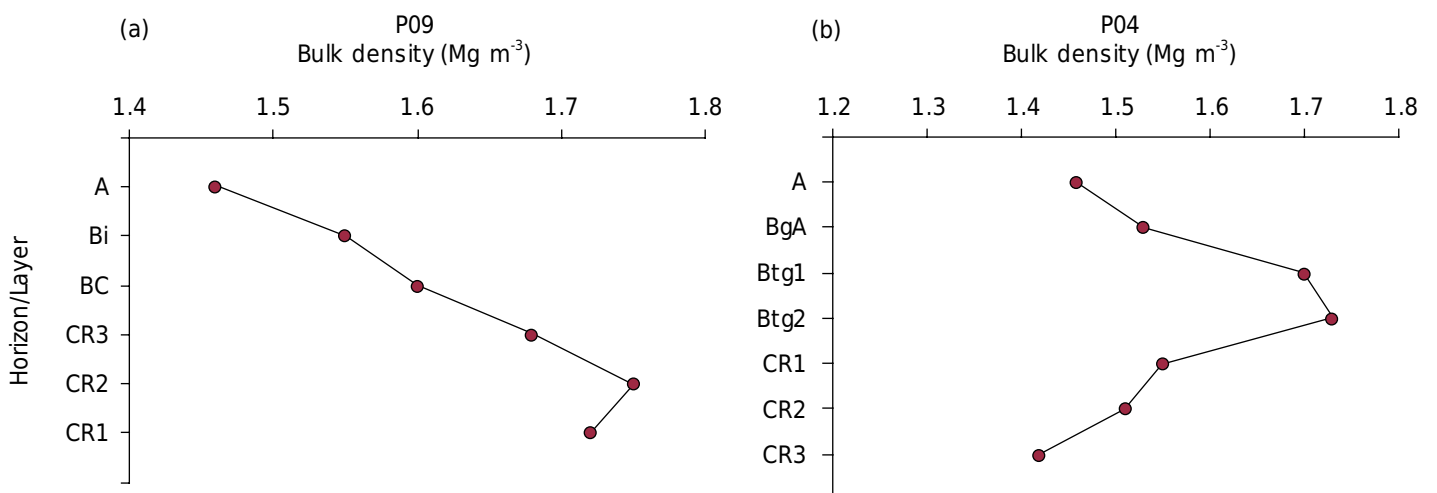 (a)
P09
Bulk density (Mg m-3)
1.4 1.5 1.6 1.7 1.8
Horizon/Layer
A
Bi
BC
CR3
CR2
CR1
(b)
P04
Bulk density (Mg m-3)
1.2 1.3 1.4 1.5 1.6 1.7 1.8
A
BgA
Btg1
Btg2
CR1
CR2
CR3